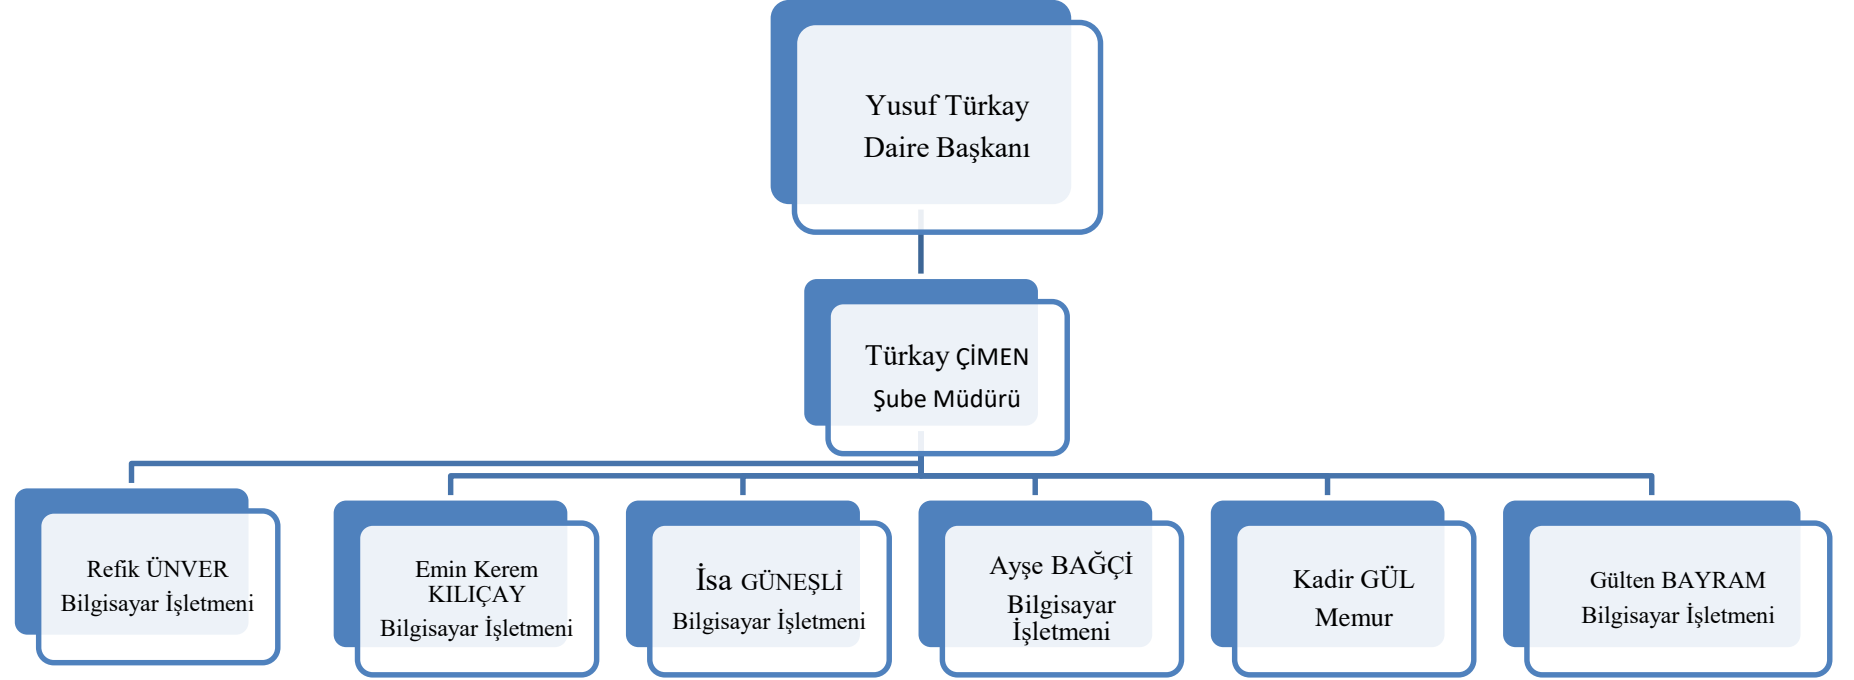 Yusuf Türkay
Daire Başkanı
Türkay ÇİMEN
Şube Müdürü
Refik ÜNVER
Bilgisayar İşletmeni
Emin Kerem
KILIÇAY
Bilgisayar İşletmeni
İsa GÜNEŞLİ
Bilgisayar İşletmeni
Ayşe BAĞÇİ
Bilgisayar
İşletmeni
Kadir GÜL
Memur
Gülten BAYRAM
Bilgisayar İşletmeni